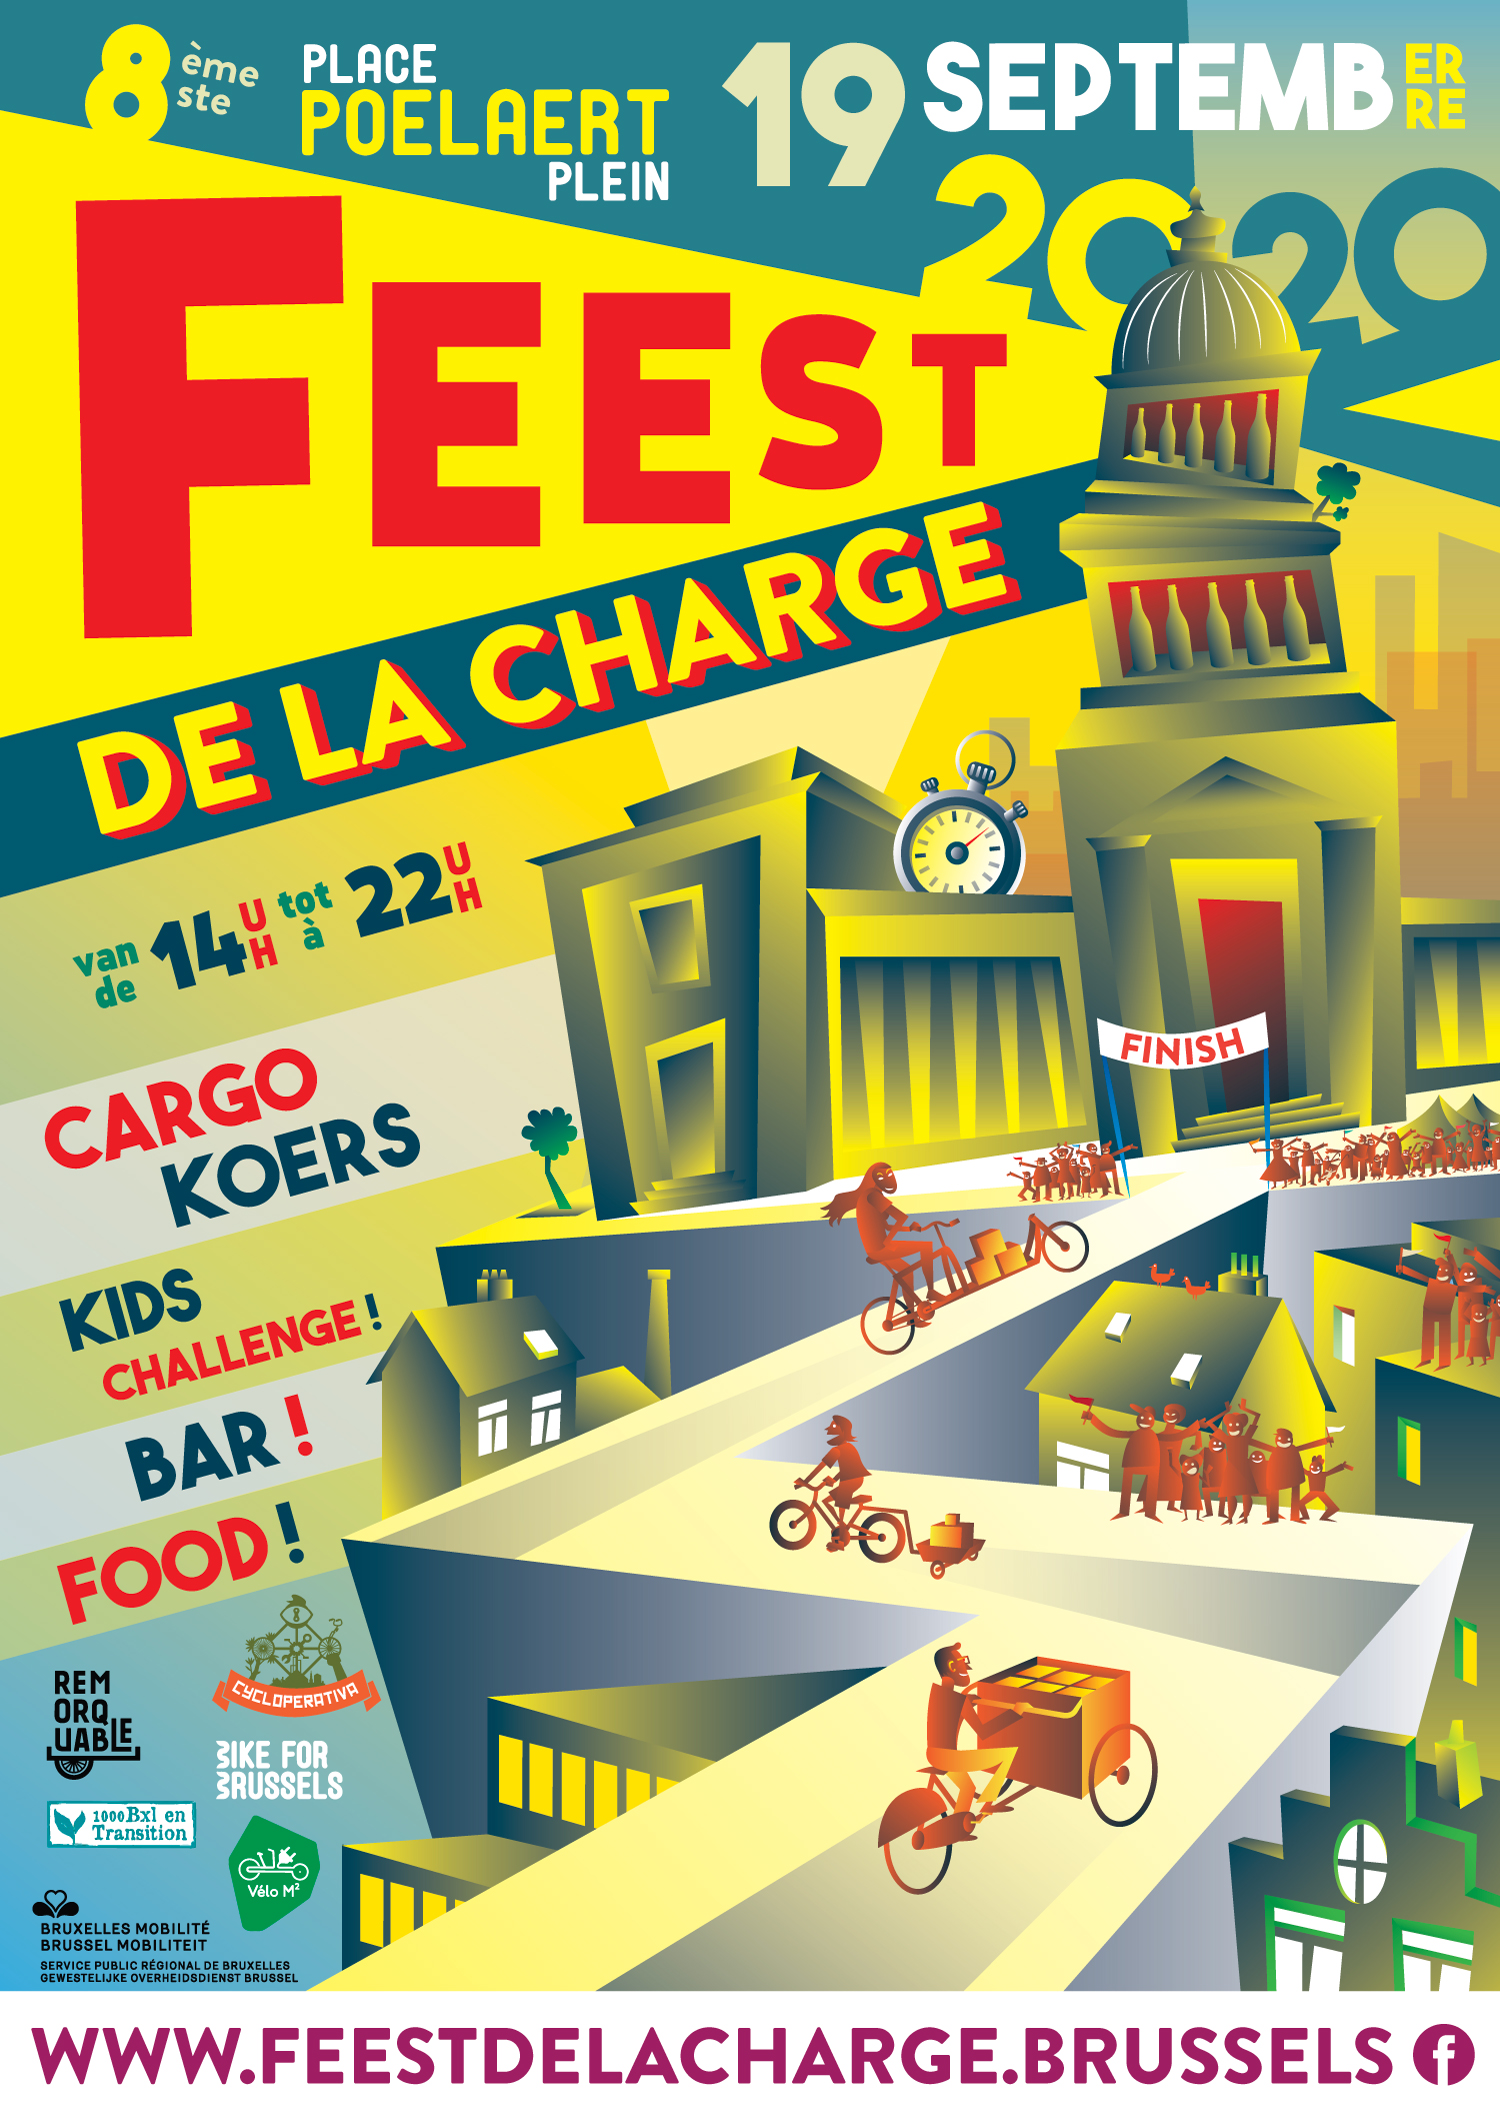 8 ème
ste
PLACE
POELAERT
PLEIN
19 SEPTEMB ER
RE
2020
FEEST
DE LA CHARGE
van 14 U tot 22 U
de H à H
CARGO
KOERS
KIDS
CHALLENGE !
BAR !
FOOD !
FINISH
REM
ORQ
UABLE
CYCLOPERATIVA
BIKE FOR
BRUSSELS
1000Bxl en
Transition
Vélo M²
BRUXELLES MOBILITÉ
BRUSSEL MOBILITEIT
SERVICE PUBLIC RÉGIONAL DE BRUXELLES
GEWESTELIJKE OVERHEIDSDIENST BRUSSEL
WWW.FEESTDELACHARGE.BRUSSELS f